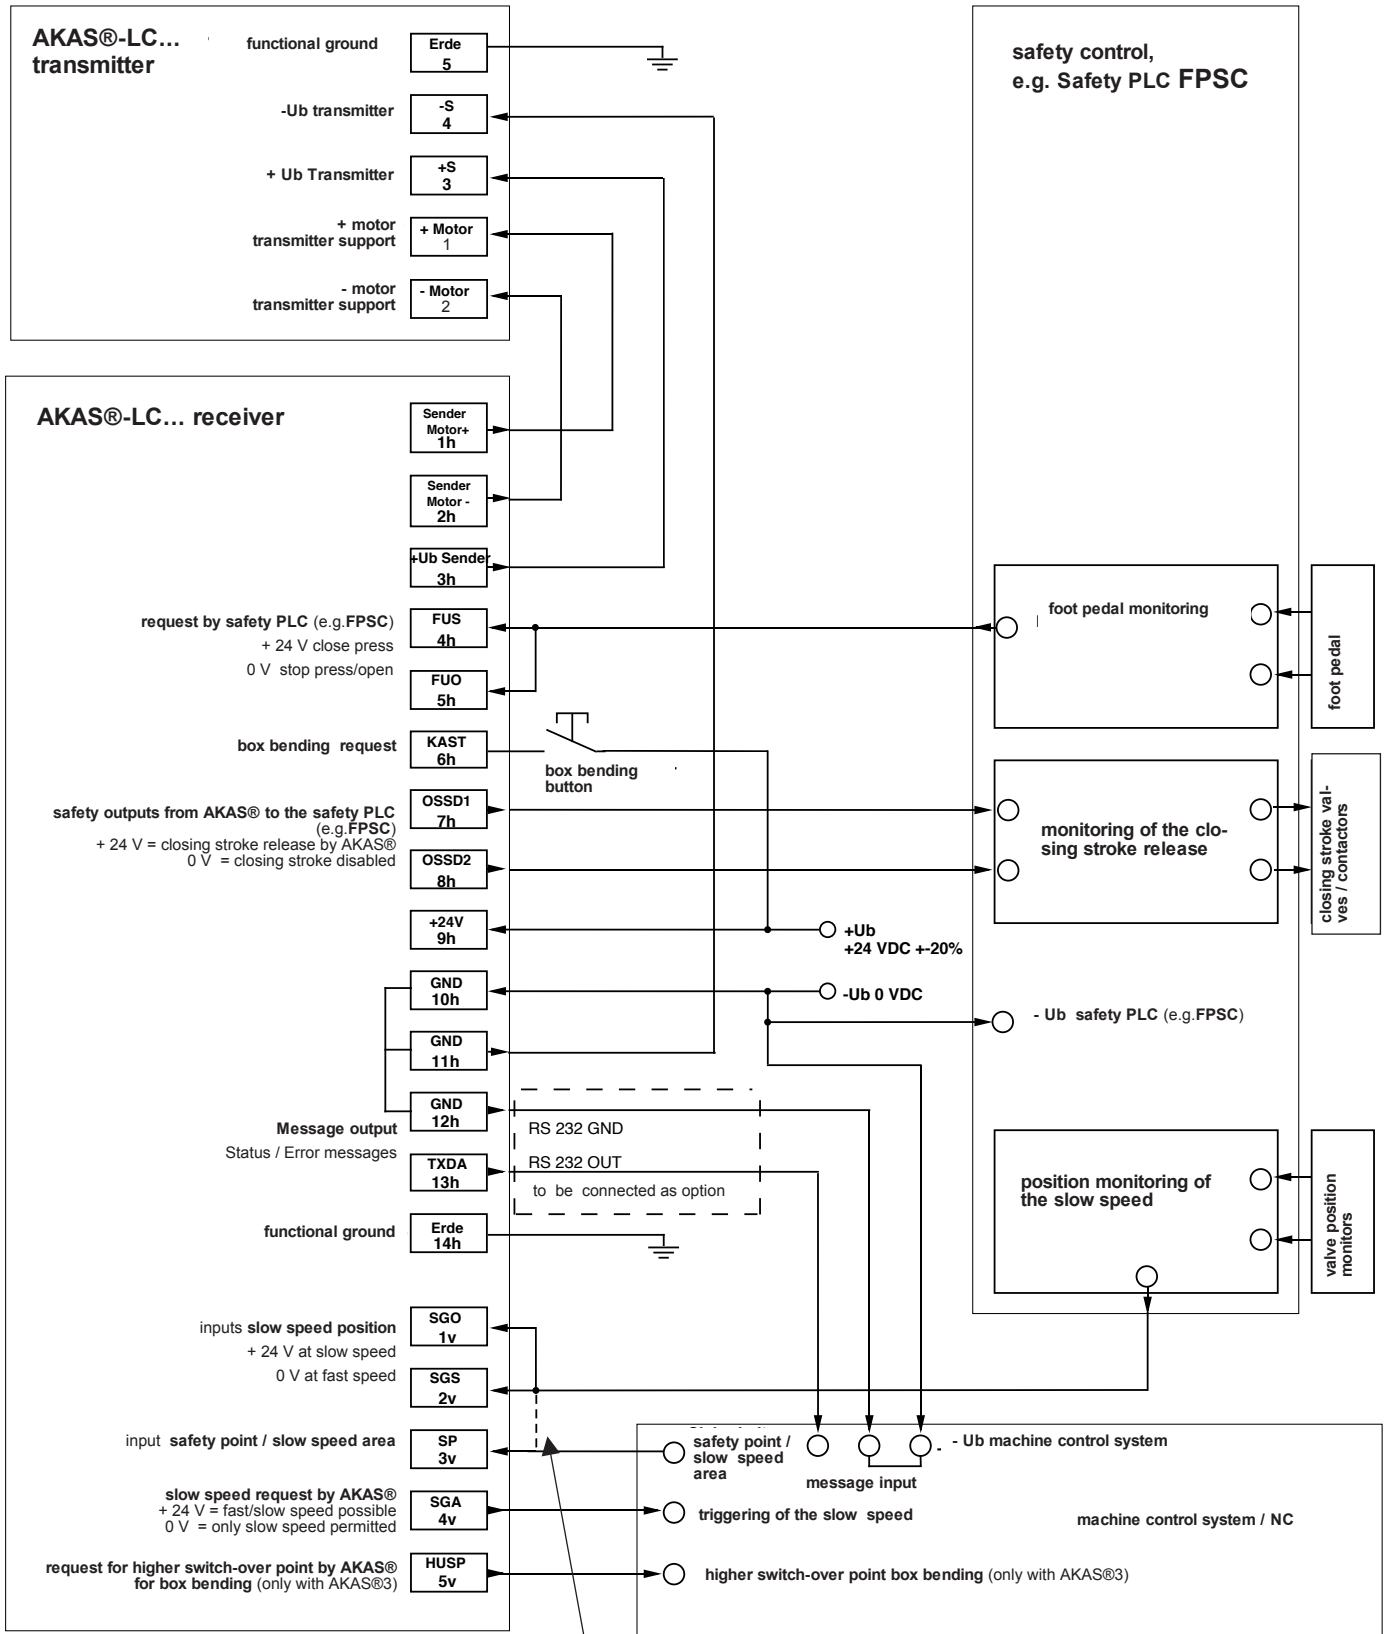 AKAS®-LC...
transmitter
functional ground
Erde
5
-Ub transmitter
-S
4
+ Ub Transmitter
+S
3
+ motor
transmitter support
+ Motor
1
- motor
transmitter support
- Motor
2
safety control,
e.g. Safety PLC FPSC
AKAS®-LC... receiver
Sender
Motor+
1h
Sender
Motor -
2h
+Ub Sender
3h
request by safety PLC (e.g.FPSC)
+ 24 V close press
0 V stop press/open
FUS
4h
FUO
5h
foot pedal monitoring
foot pedal
box bending request
KAST
6h
box bending
button
safety outputs from AKAS® to the safety PLC
(e.g.FPSC)
+ 24 V = closing stroke release by AKAS®
0 V = closing stroke disabled
OSSD1
7h
OSSD2
8h
monitoring of the clo-
sing stroke release
closing stroke val-
ves / contactors
+24V
9h
+Ub
+24 VDC +-20%
GND
10h
-Ub 0 VDC
- Ub safety PLC (e.g.FPSC)
GND
11h
GND
12h
RS 232 GND
Message output
Status / Error messages
TXDA
13h
RS 232 OUT
to be connected as option
position monitoring of
the slow speed
valve position
monitors
functional ground
Erde
14h
inputs slow speed position
+ 24 V at slow speed
0 V at fast speed
SGO
1v
SGS
2v
input safety point / slow speed area
SP
3v
safety point /
slow speed
area
message input
- Ub machine control system
slow speed request by AKAS®
+ 24 V = fast/slow speed possible
0 V = only slow speed permitted
SGA
4v
triggering of the slow speed
machine control system / NC
request for higher switch-over point by AKAS®
for box bending (only with AKAS®3)
HUSP
5v
higher switch-over point box bending (only with AKAS®3)